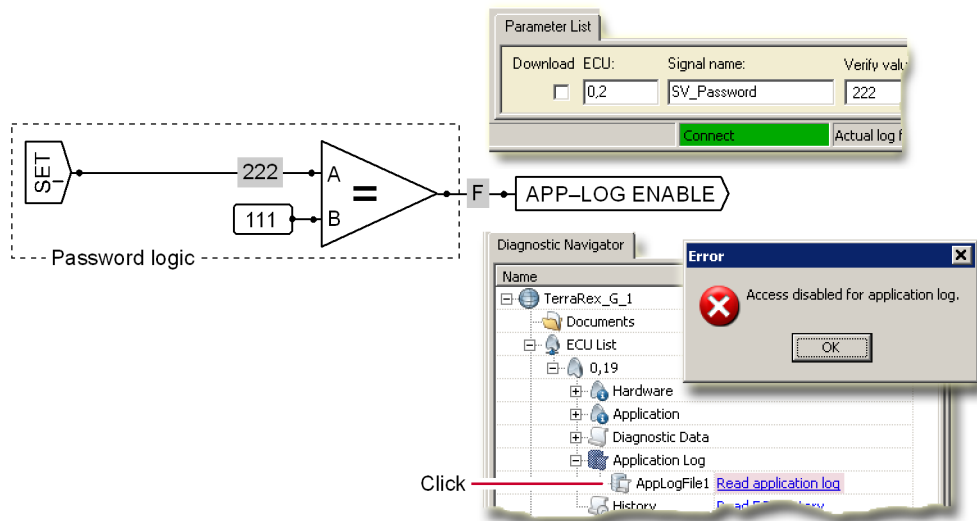 Parameter List
Download ECU: Signal name: Verify valu
0,2 SV_Password 222
Connect Actual log f
SET
222 A
= F APP–LOG ENABLE
111 B
Password logic
Diagnostic Navigator
Name
TerraRex_G_1
Documents
ECU List
0,19
Hardware
Application
Diagnostic Data
Application Log
Click AppLogFile1 Read application log
History
Error
Access disabled for application log.
OK